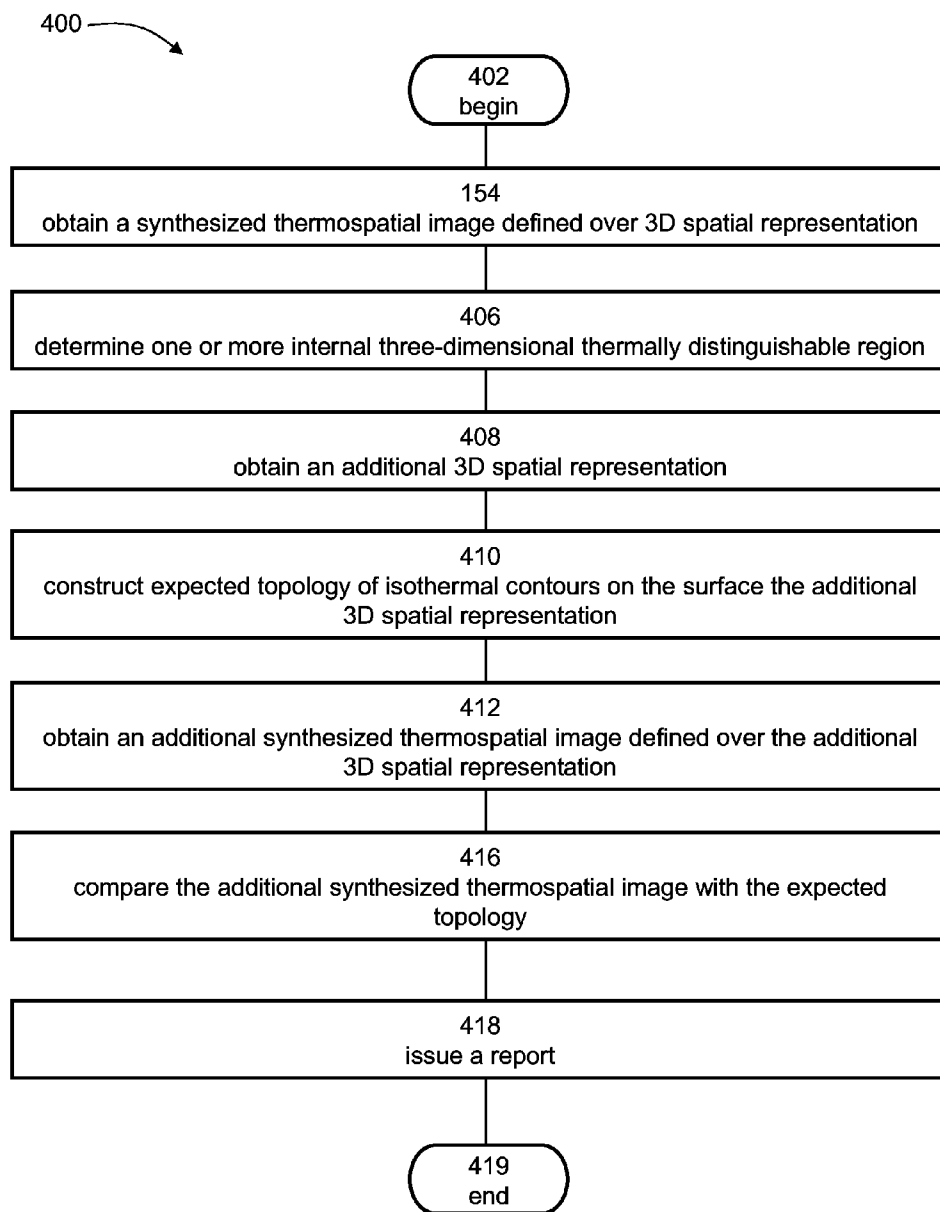 400
402
begin
154
obtain a synthesized thermospatial image defined over 3D spatial representation
406
determine one or more internal three-dimensional thermally distinguishable region
408
obtain an additional 3D spatial representation
410
construct expected topology of isothermal contours on the surface the additional
3D spatial representation
412
obtain an additional synthesized thermospatial image defined over the additional
3D spatial representation
416
compare the additional synthesized thermospatial image with the expected
topology
418
issue a report
419
end